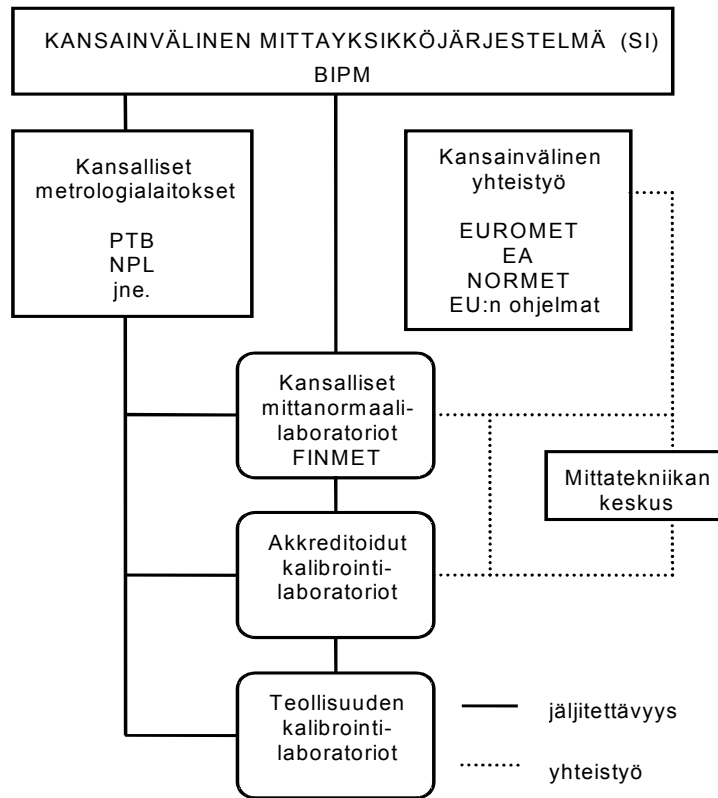 KANSAINVÄLINEN MITTAYKSIKKÖJÄRJESTELMÄ (SI)
BIPM
Kansalliset
metrologialaitokset
PTB
NPL
jne.
Kansainvälinen
yhteistyö
EUROMET
EA
NORMET
EU:n ohjelmat
Kansalliset
mittanormaali-
laboratoriot
FINMET
Mittatekniikan
keskus
Akkreditoidut
kalibrointi-
laboratoriot
Teollisuuden
kalibrointi-
laboratoriot
jäljitettävyys
yhteistyö